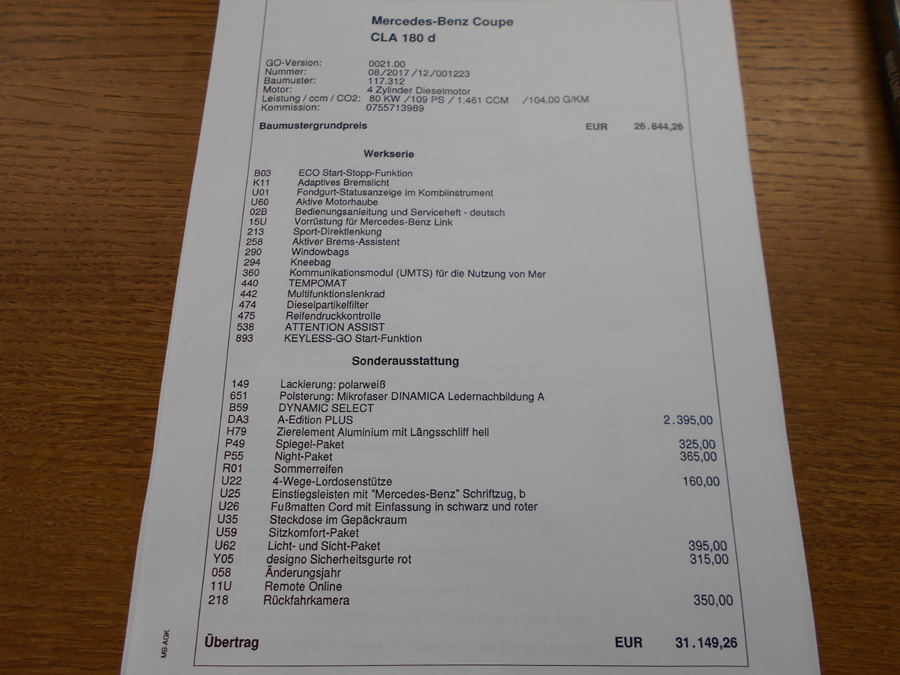 Mercedes-Benz Coupe
CLA 180 d
GO-Version: 0021.00
Nummer: 08/2017 /12/001223
Baumuster: 117.312
Motor: 4 Zylinder Dieselmotor
Leistung / ccm / CO2: 80 KW /109 PS / 1.461 CCM /104,00 G/KM
Kommission: 0755713989
Baumustergrundpreis EUR 26.844,26
Werkserie
B03 ECO Start-Stopp-Funktion
K11 Adaptives Bremslicht
U01 Fondgurt-Statusanzeige im Kombiinstrument
U60 Aktive Motorhaube
02B Bedienungsanleitung und Serviceheft - deutsch
15U Vorrüstung für Mercedes-Benz Link
213 Sport-Direktlenkung
258 Aktiver Brems-Assistent
290 Windowbags
294 Kneebag
360 Kommunikationsmodul (UMTS) für die Nutzung von Mer
440 TEMPOMAT
442 Multifunktionslenkrad
474 Dieselpartikelfilter
475 Reifendruckkontrolle
538 ATTENTION ASSIST
893 KEYLESS-GO Start-Funktion
Sonderausstattung
149 Lackierung: polarweiß
651 Polsterung: Mikrofaser DINAMICA Ledernachbildung A
B59 DYNAMIC SELECT
DA3 A-Edition PLUS 2.395,00
H79 Zierelement Aluminium mit Längsschliff hell
P49 Spiegel-Paket 325,00
P55 Night-Paket 365,00
R01 Sommerreifen
U22 4-Wege-Lordosenstütze 160,00
U25 Einstiegsleisten mit "Mercedes-Benz" Schriftzug, b
U26 Fußmatten Cord mit Einfassung in schwarz und roter
U35 Steckdose im Gepäckraum
U59 Sitzkomfort-Paket
U62 Licht- und Sicht-Paket 395,00
Y05 designo Sicherheitsgurte rot 315,00
058 Änderungsjahr
11U Remote Online
218 Rückfahrkamera 350,00
Übertrag EUR 31.149,26
MB-AGK